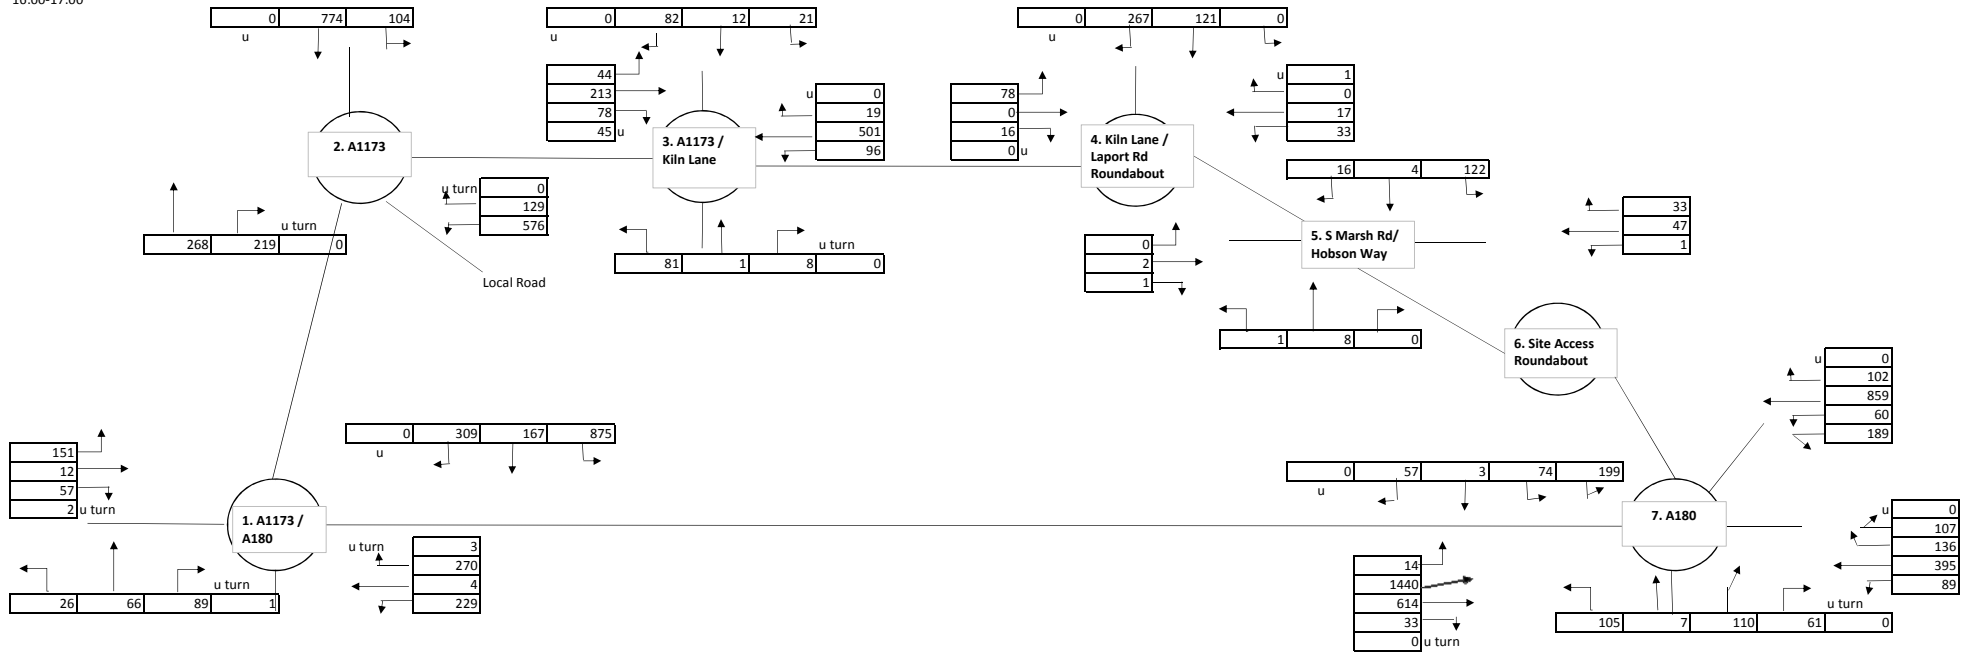 16:00-17:00
0 774 104
u
0 82 12 21
u
0 267 121 0
u
44
213
78
45 u
u 0
19
501
96
78
0
16
0 u
u 1
0
17
33
2. A1173
3. A1173 /
Kiln Lane
4. Kiln Lane /
Laport Rd
Roundabout
16 4 122
u turn 0
129
576
33
47
1
u turn
268 219 0
u turn
81 1 8 0
0
2
1
5. S Marsh Rd/
Hobson Way
Local Road
1 8 0
6. Site Access
Roundabout
u 0
102
859
60
189
0 309 167 875
u
151
12
57
2 u turn
0 57 3 74 199
u
1. A1173 /
A180
7. A180
u 0
107
136
395
89
u turn 3
270
4
229
u turn
26 66 89 1
14
1440
614
33
0 u turn
u turn
105 7 110 61 0